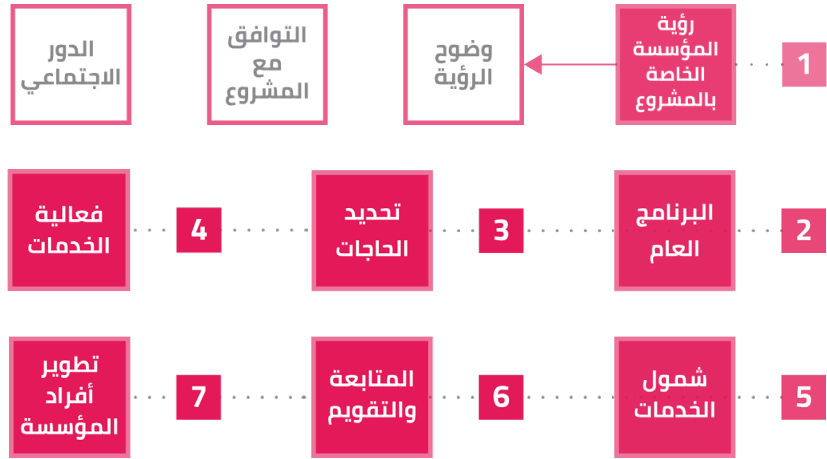 1
رؤية
المؤسسة
الخاصة
بالمشروع
وضوح
الرؤية
التوافق
مع
المشروع
الدور
الاجتماعي
2
البرنامج
العام
3
تحديد
الحاجات
4
فعالية
الخدمات
5
شمول
الخدمات
6
المتابعة
والتقويم
7
تطوير
أفراد
المؤسسة